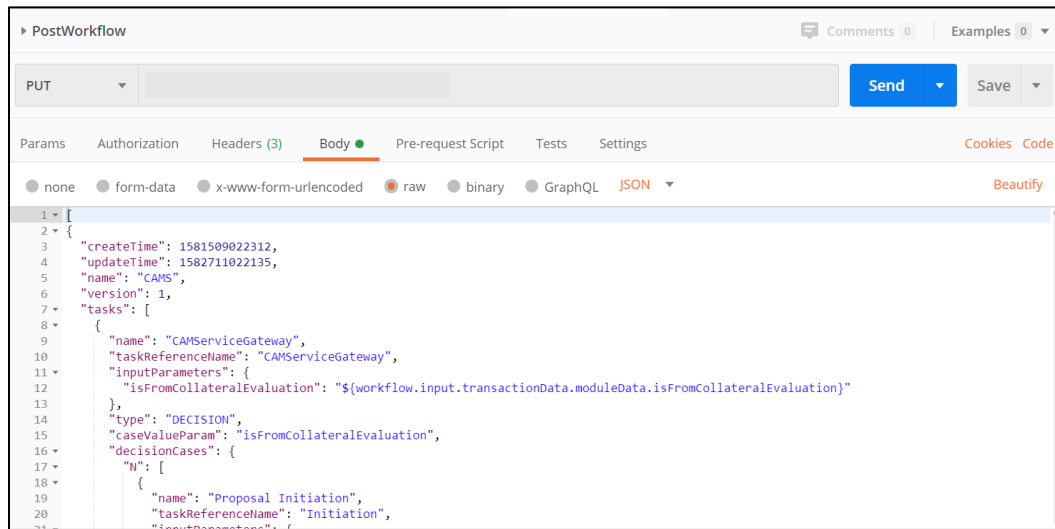 PostWorkflow Comments 0 Examples 0
PUT Send Save
Params Authorization Headers (3) Body Pre-request Script Tests Settings Cookies Code
none form-data x-www-form-urlencoded raw binary GraphQL JSON Beautify
1 [
2 {
3 "createTime": 1581509022312,
4 "updateTime": 1582711022135,
5 "name": "CAMS",
6 "version": 1,
7 "tasks": [
8 {
9 "name": "CAMServiceGateway",
10 "taskReferenceName": "CAMServiceGateway",
11 "inputParameters": {
12 "isFromCollateralEvaluation": "${workflow.input.transactionData.moduleData.isFromCollateralEvaluation}"
13 },
14 "type": "DECISION",
15 "caseValueParam": "isFromCollateralEvaluation",
16 "decisionCases": {
17 "N": [
18 {
19 "name": "Proposal Initiation",
20 "taskReferenceName": "Initiation",
21 "inputParameters": {